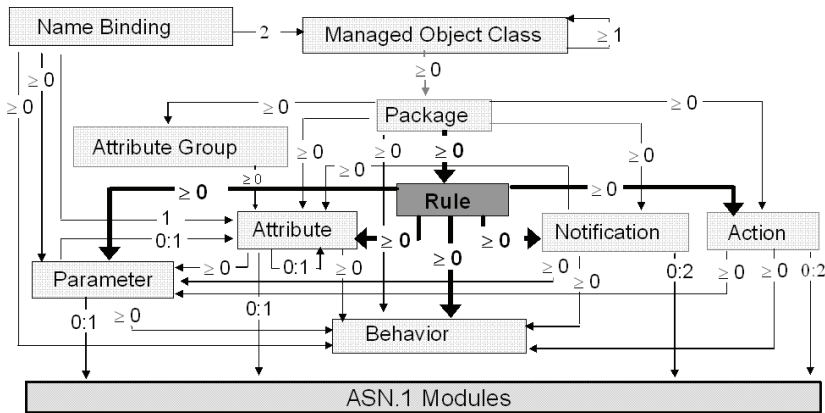 Name Binding
2
Managed Object Class
≥ 1
≥ 0
≥ 0
≥ 0
≥ 0
Package
≥ 0
Attribute Group
≥ 0
≥ 0
≥ 0
≥ 0
≥ 0
≥ 0
≥ 0
Rule
≥ 0
1
0:1
Attribute
≥ 0
≥ 0
Notification
Action
Parameter
≥ 0
0:1
≥ 0
≥ 0
0:2
≥ 0
≥ 0
0:2
≥ 0
0:1
≥ 0
0:1
Behavior
ASN.1 Modules